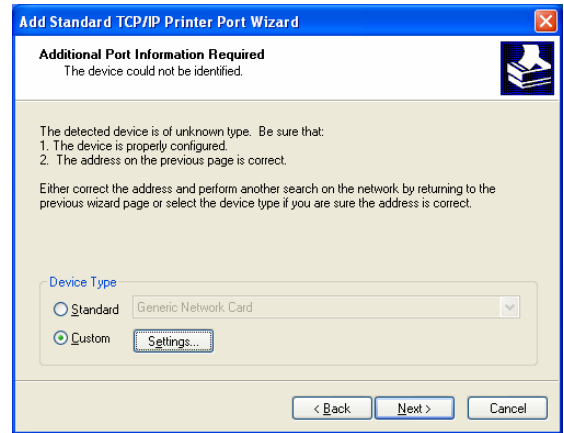 Add Standard TCP/IP Printer Port Wizard
Additional Port Information Required
The device could not be identified.
The detected device is of unknown type. Be sure that:
1. The device is properly configured.
2. The address on the previous page is correct.
Either correct the address and perform another search on the network by returning to the
previous wizard page or select the device type if you are sure the address is correct.
Device Type
Standard Generic Network Card
Custom Settings...
< Back Next > Cancel